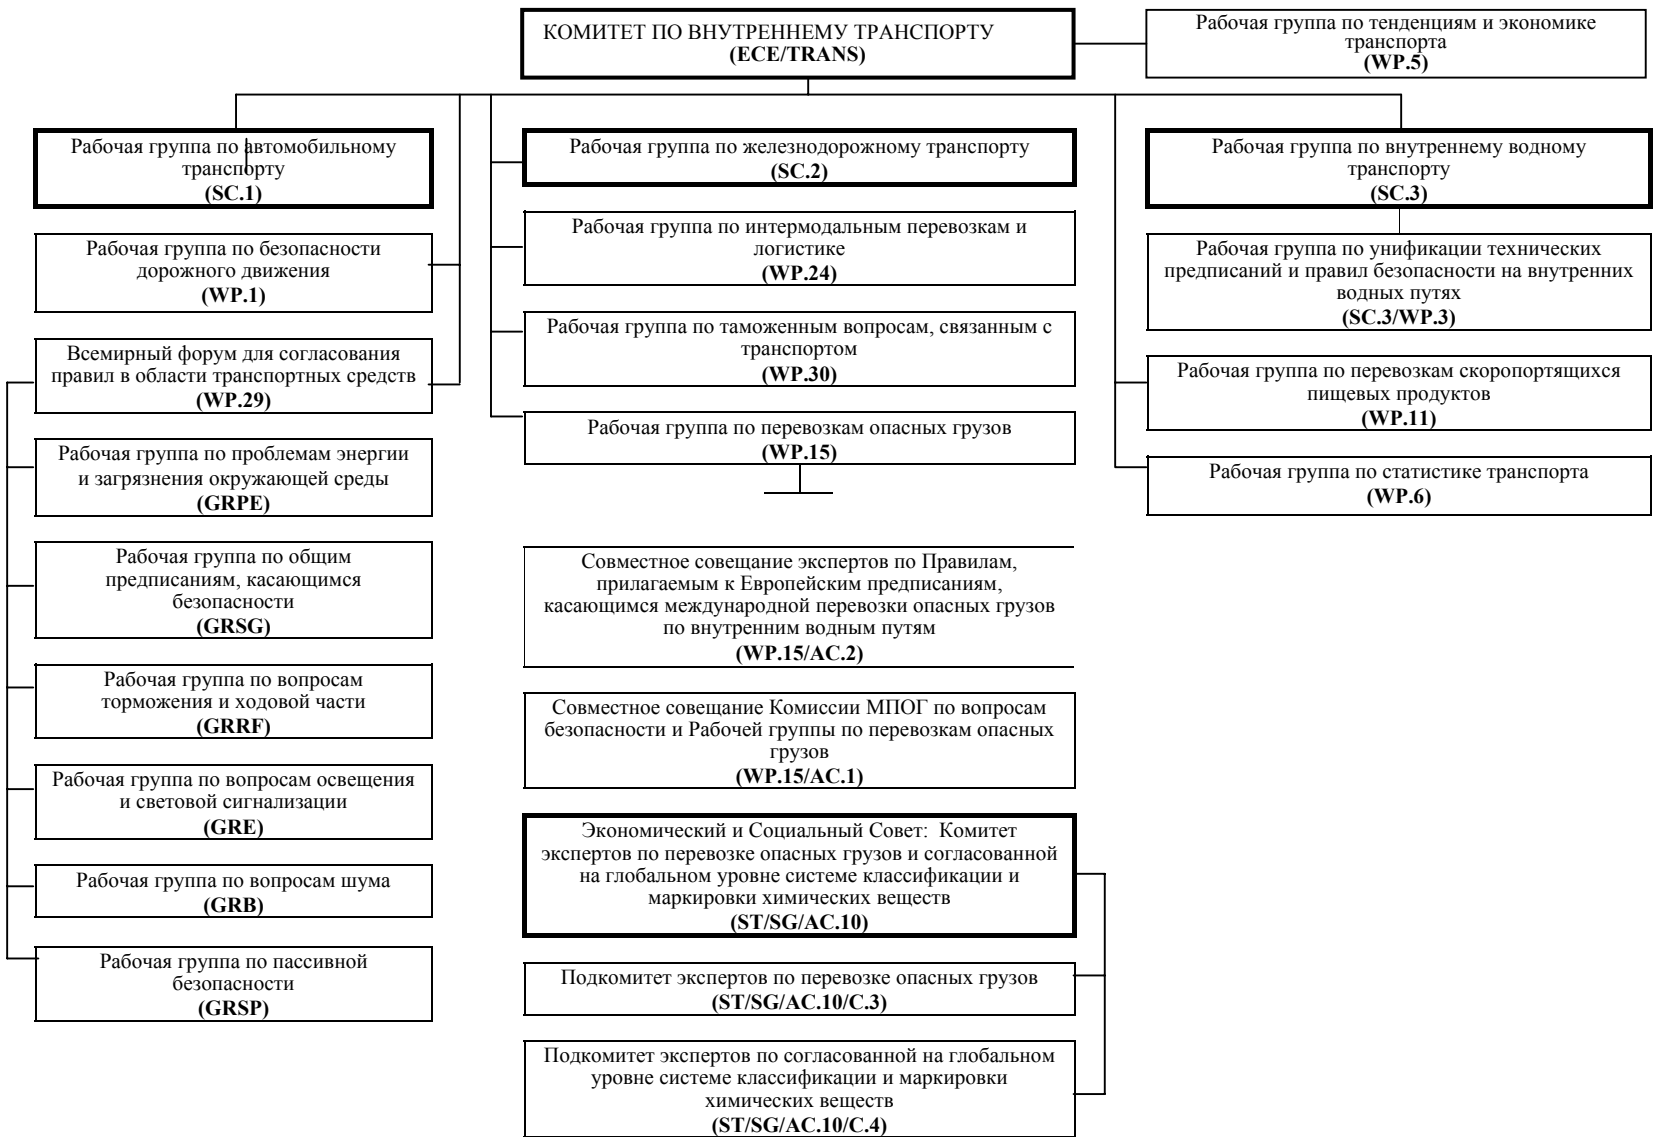 КОМИТЕТ ПО ВНУТРЕННЕМУ ТРАНСПОРТУ
(ECE/TRANS)
Рабочая группа по тенденциям и экономике
транспорта
(WP.5)
Рабочая группа по автомобильному
транспорту
(SC.1)
Рабочая группа по безопасности
дорожного движения
(WP.1)
Всемирный форум для согласования
правил в области транспортных средств
(WP.29)
Рабочая группа по проблемам энергии
и загрязнения окружающей среды
(GRPE)
Рабочая группа по общим
предписаниям, касающимся
безопасности
(GRSG)
Рабочая группа по вопросам
торможения и ходовой части
(GRRF)
Рабочая группа по вопросам освещения
и световой сигнализации
(GRE)
Рабочая группа по вопросам шума
(GRB)
Рабочая группа по пассивной
безопасности
(GRSP)
Рабочая группа по железнодорожному транспорту
(SC.2)
Рабочая группа по интермодальным перевозкам и
логистике
(WP.24)
Рабочая группа по таможенным вопросам, связанным с
транспортом
(WP.30)
Рабочая группа по перевозкам опасных грузов
(WP.15)
Совместное совещание экспертов по Правилам,
прилагаемым к Европейским предписаниям,
касающимся международной перевозки опасных грузов
по внутренним водным путям
(WP.15/AC.2)
Совместное совещание Комиссии МПОГ по вопросам
безопасности и Рабочей группы по перевозкам опасных
грузов
(WP.15/AC.1)
Экономический и Социальный Совет: Комитет
экспертов по перевозке опасных грузов и согласованной
на глобальном уровне системе классификации и
маркировки химических веществ
(ST/SG/AC.10)
Подкомитет экспертов по перевозке опасных грузов
(ST/SG/AC.10/C.3)
Подкомитет экспертов по согласованной на глобальном
уровне системе классификации и маркировки
химических веществ
(ST/SG/AC.10/C.4)
Рабочая группа по внутреннему водному
транспорту
(SC.3)
Рабочая группа по унификации технических
предписаний и правил безопасности на внутренних
водных путях
(SC.3/WP.3)
Рабочая группа по перевозкам скоропортящихся
пищевых продуктов
(WP.11)
Рабочая группа по статистике транспорта
(WP.6)